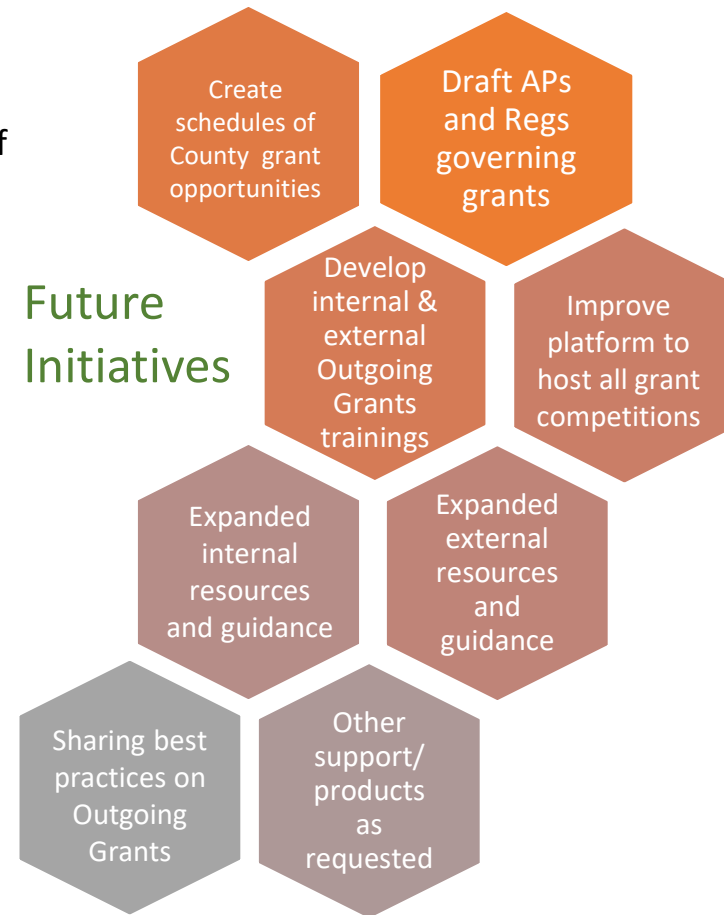 Create
schedules of
County grant
opportunities
Draft APs
and Regs
governing
grants
f
Future
Initiatives
Develop
internal &
external
Outgoing
Grants
trainings
Improve
platform to
host all grant
competitions
Expanded
internal
resources
and guidance
Expanded
external
resources
and
guidance
Sharing best
practices on
Outgoing
Grants
Other
support/
products
as
requested